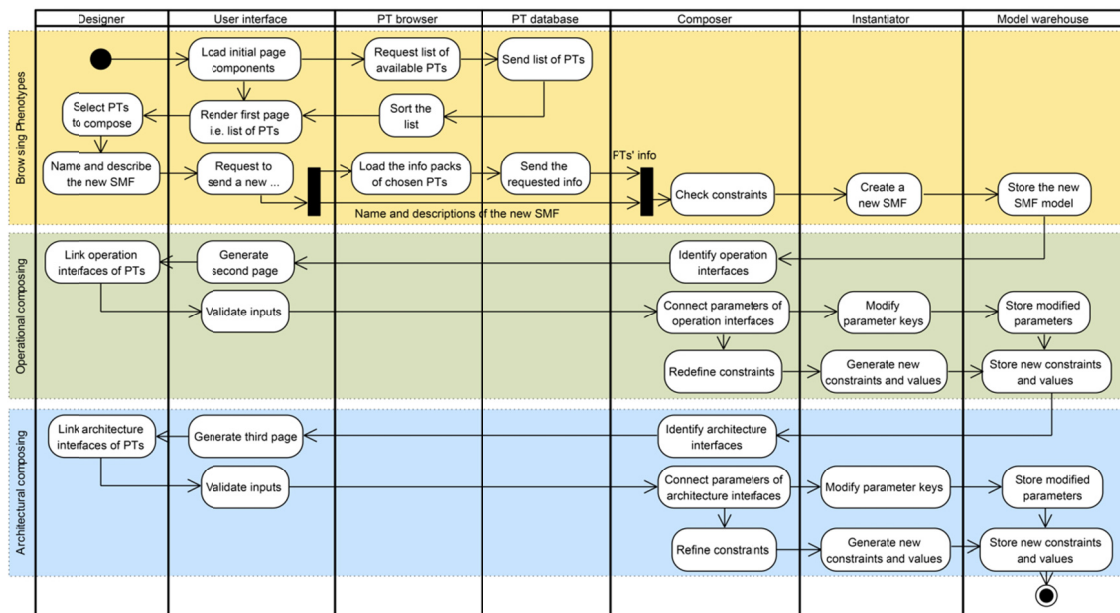 Designer
User interface
PT browser
PT database
Composer
Instantiator
Model warehouse
Browsing Phenotypes
Load initial page
components
Request list of
available PTs
Send list of PTs
Select PTs
to compose
Render first page
i.e. list of PTs
Sort the
list
Name and describe
the new SMF
Request to
send a new ...
Load the info packs
of chosen PTs
Send the
requested info
PTs' info
Check constraints
Create a
new SMF
Store the new
SMF model
Name and descriptions of the new SMF
Operational composing
Link operation
interfaces of PTs
Generate
second page
Identify operation
interfaces
Validate inputs
Connect parameters of
operation interfaces
Modify
parameter keys
Store modified
parameters
Redefine constraints
Generate new
constraints and values
Store new constraints
and values
Architectural composing
Link architecture
interfaces of PTs
Generate third page
Identify architecture
interfaces
Validate inputs
Connect parameters of
architecture interfaces
Modify parameter keys
Store modified
parameters
Refine constraints
Generate new
constraints and values
Store new constraints
and values